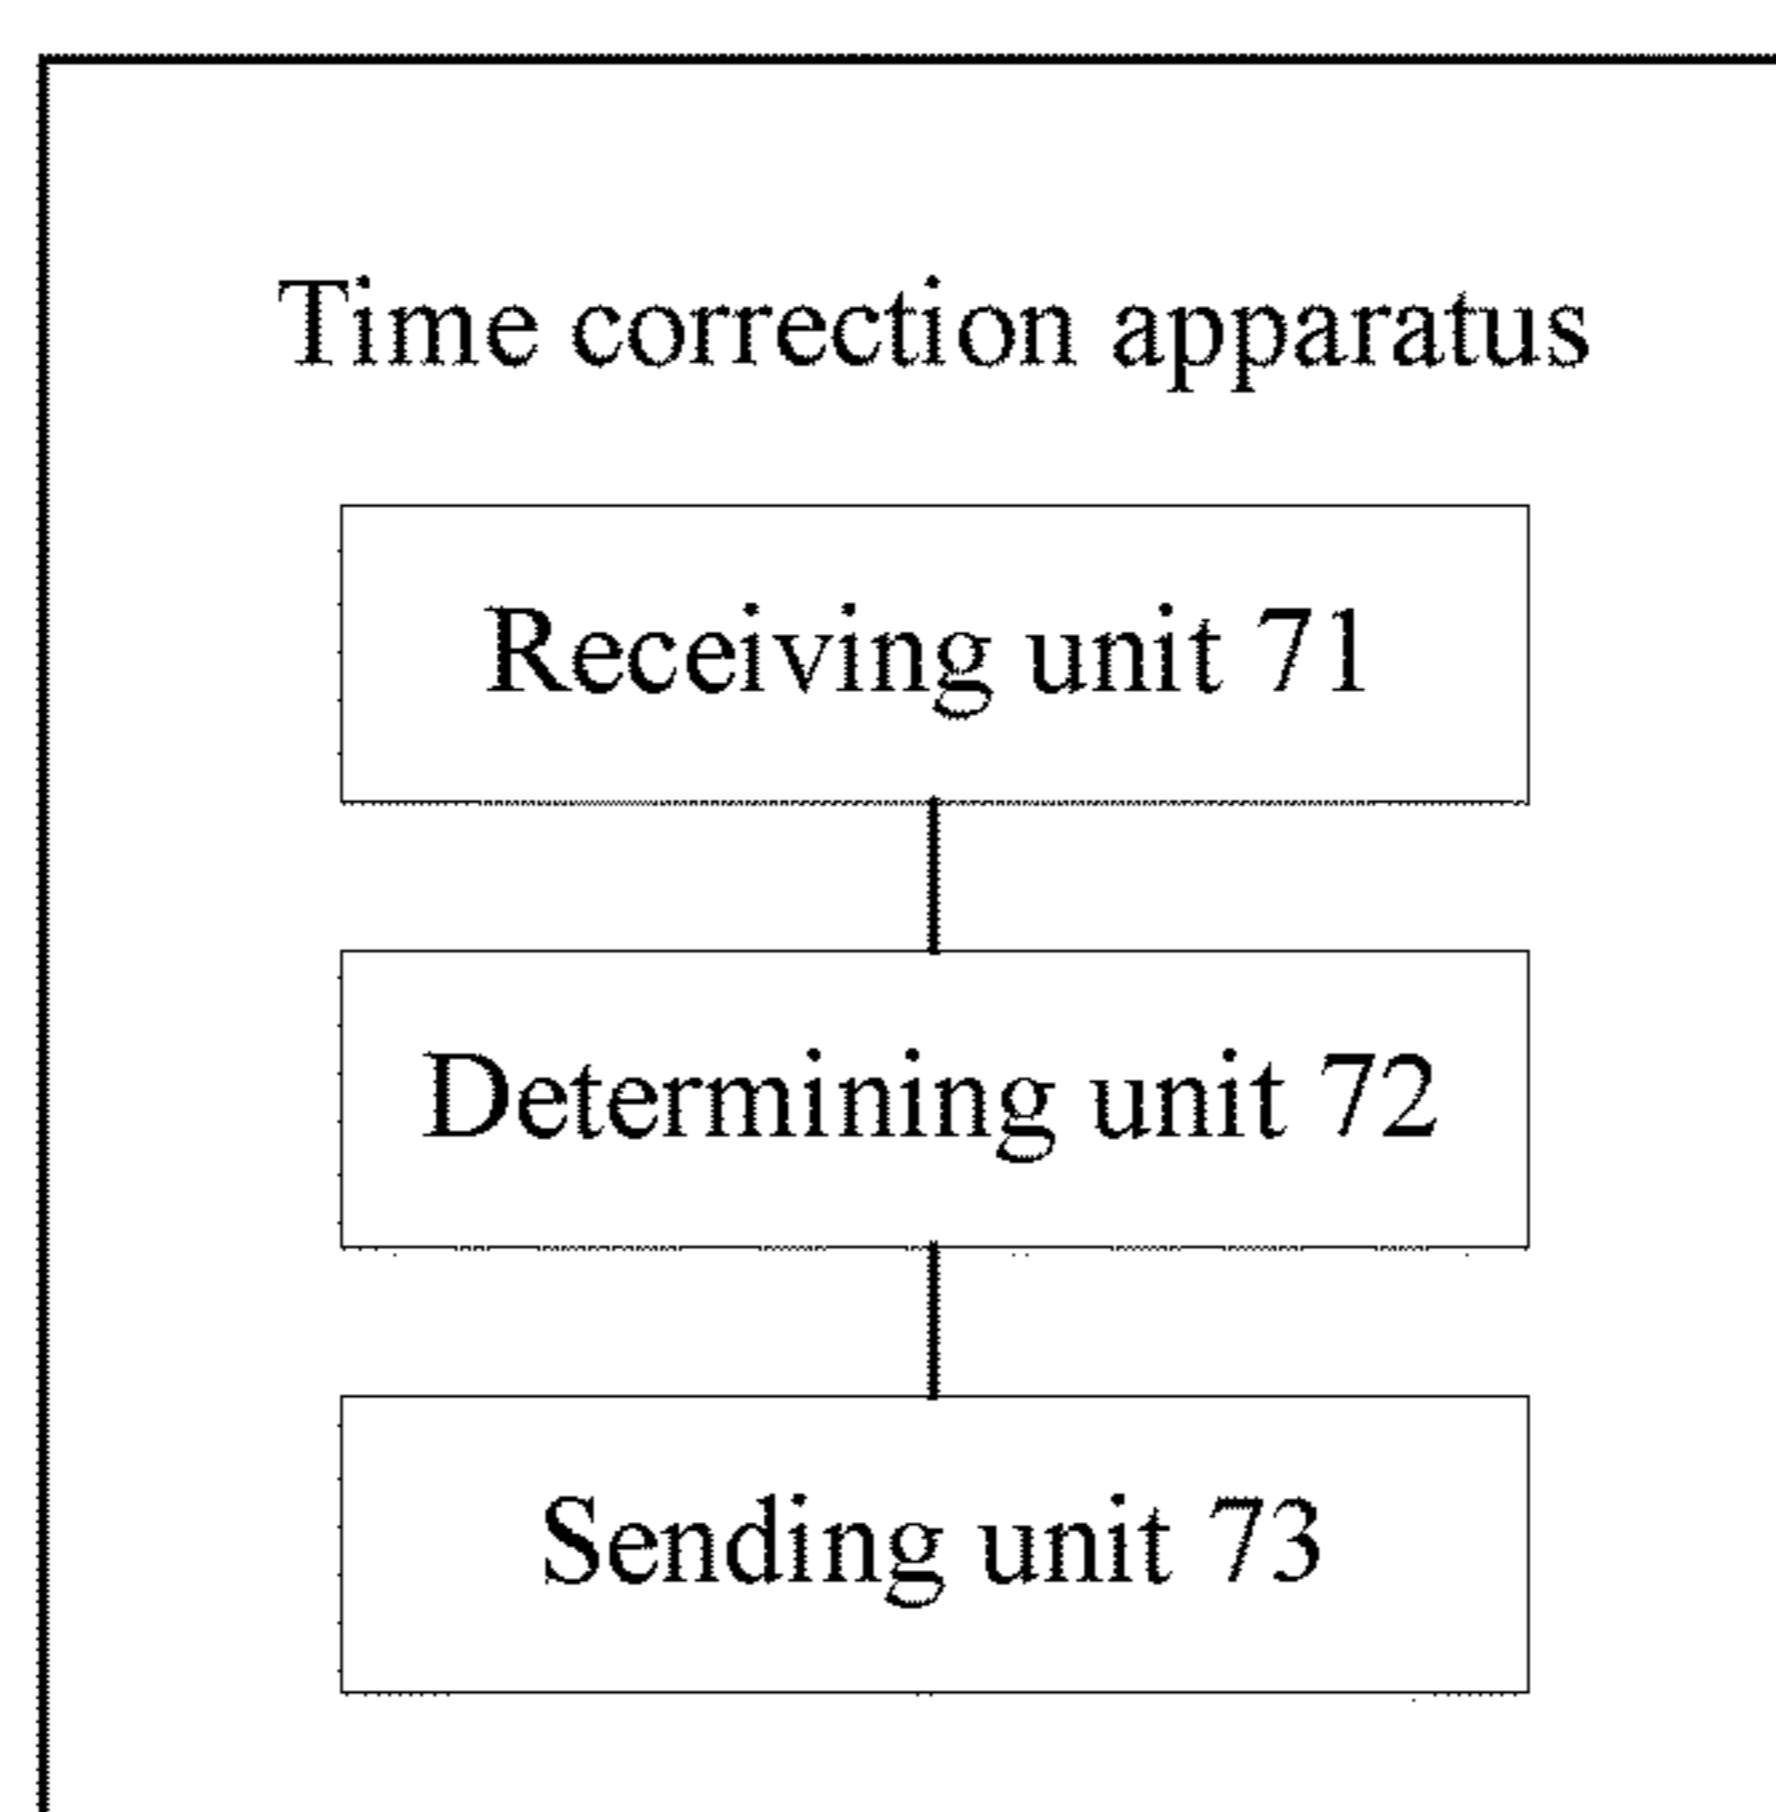 Time correction apparatus
Receiving unit 71
Determining unit 72
Sending unit 73